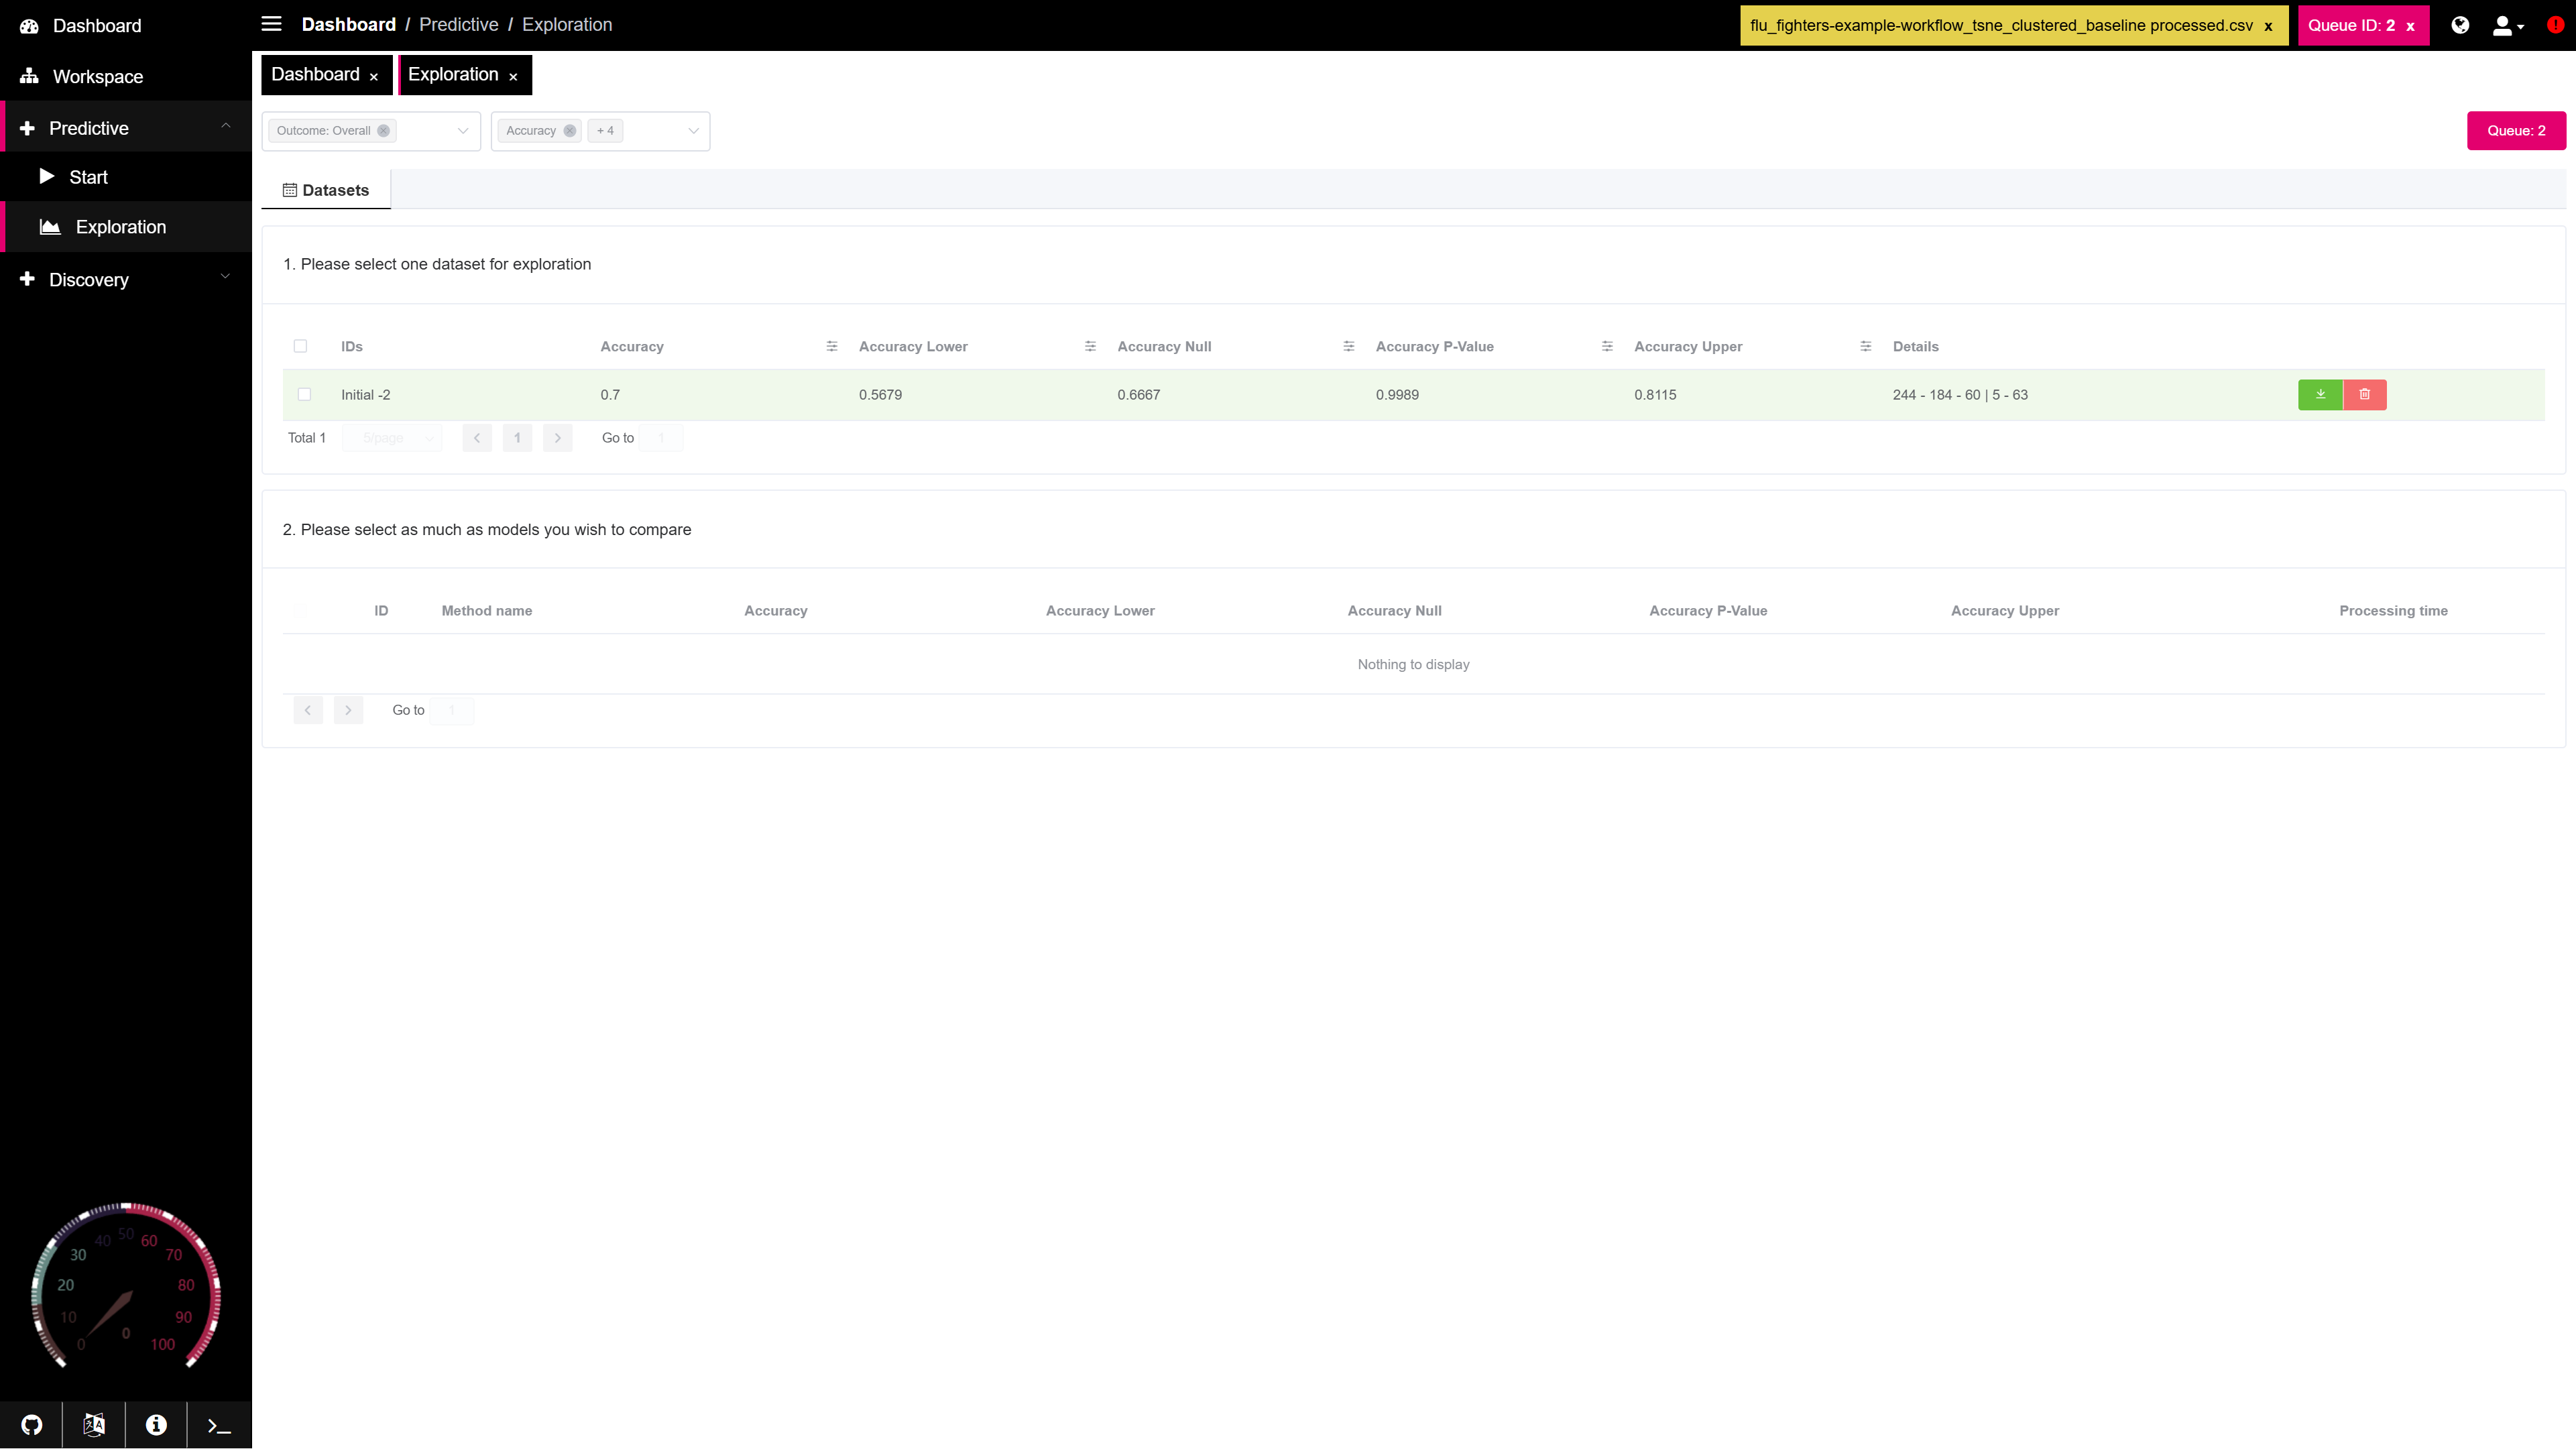 Dashboard
Workspace
Predictive
Start
Exploration
Discovery
Dashboard / Predictive / Exploration
flu_fighters-example-workflow_tsne_clustered_baseline processed.csv x
Queue ID: 2 x
Dashboard ×
Exploration ×
Outcome: Overall
Accuracy
+ 4
Queue: 2
Datasets
1. Please select one dataset for exploration
IDs Accuracy Accuracy Lower Accuracy Null Accuracy P-Value Accuracy Upper Details
Initial -2 0.7 0.5679 0.6667 0.9989 0.8115 244 - 184 - 60 | 5 - 63
Total 1 5/page 1 Go to 1
2. Please select as much as models you wish to compare
ID Method name Accuracy Accuracy Lower Accuracy Null Accuracy P-Value Accuracy Upper Processing time
Nothing to display
Go to 1
0
10
20
30
40
50
60
70
80
90
100
0